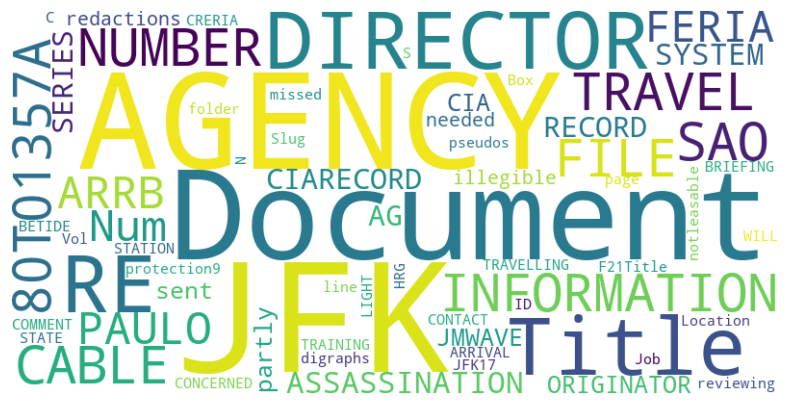 C redactions CRERIA NUMBER DIRECTOR FERIA
SERIES S SYSTEM
80T01357A AGENCY TRAVEL
folder missed Box CIA needed RECORD SAO
Slug pseudos FILE
N ARRB CIARECORD illegible page BRIEFING
Document
RE Num AG notleasable
BETIDE Vol STATION WILL
protection9 TRAVELLING F21Title
JFK
sent line LIGHT HRG INFORMATION ID
COMMENT PAULO partly CONTACT JMWAVE Title Location
STATE TRAINING ARRIVAL Job
CABLE digraphs JFK17
CONCERNED ASSASSINATION ORIGINATOR reviewing